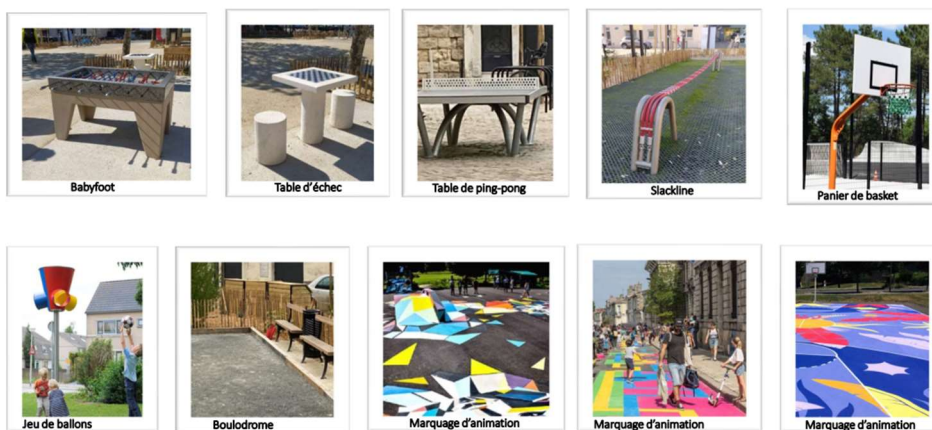 Babyfoot
Table d'échec
Table de ping-pong
Slackline
Panier de basket
Jeu de ballons
Boulodrome
Marquage d'animation
Marquage d'animation
Marquage d'animation